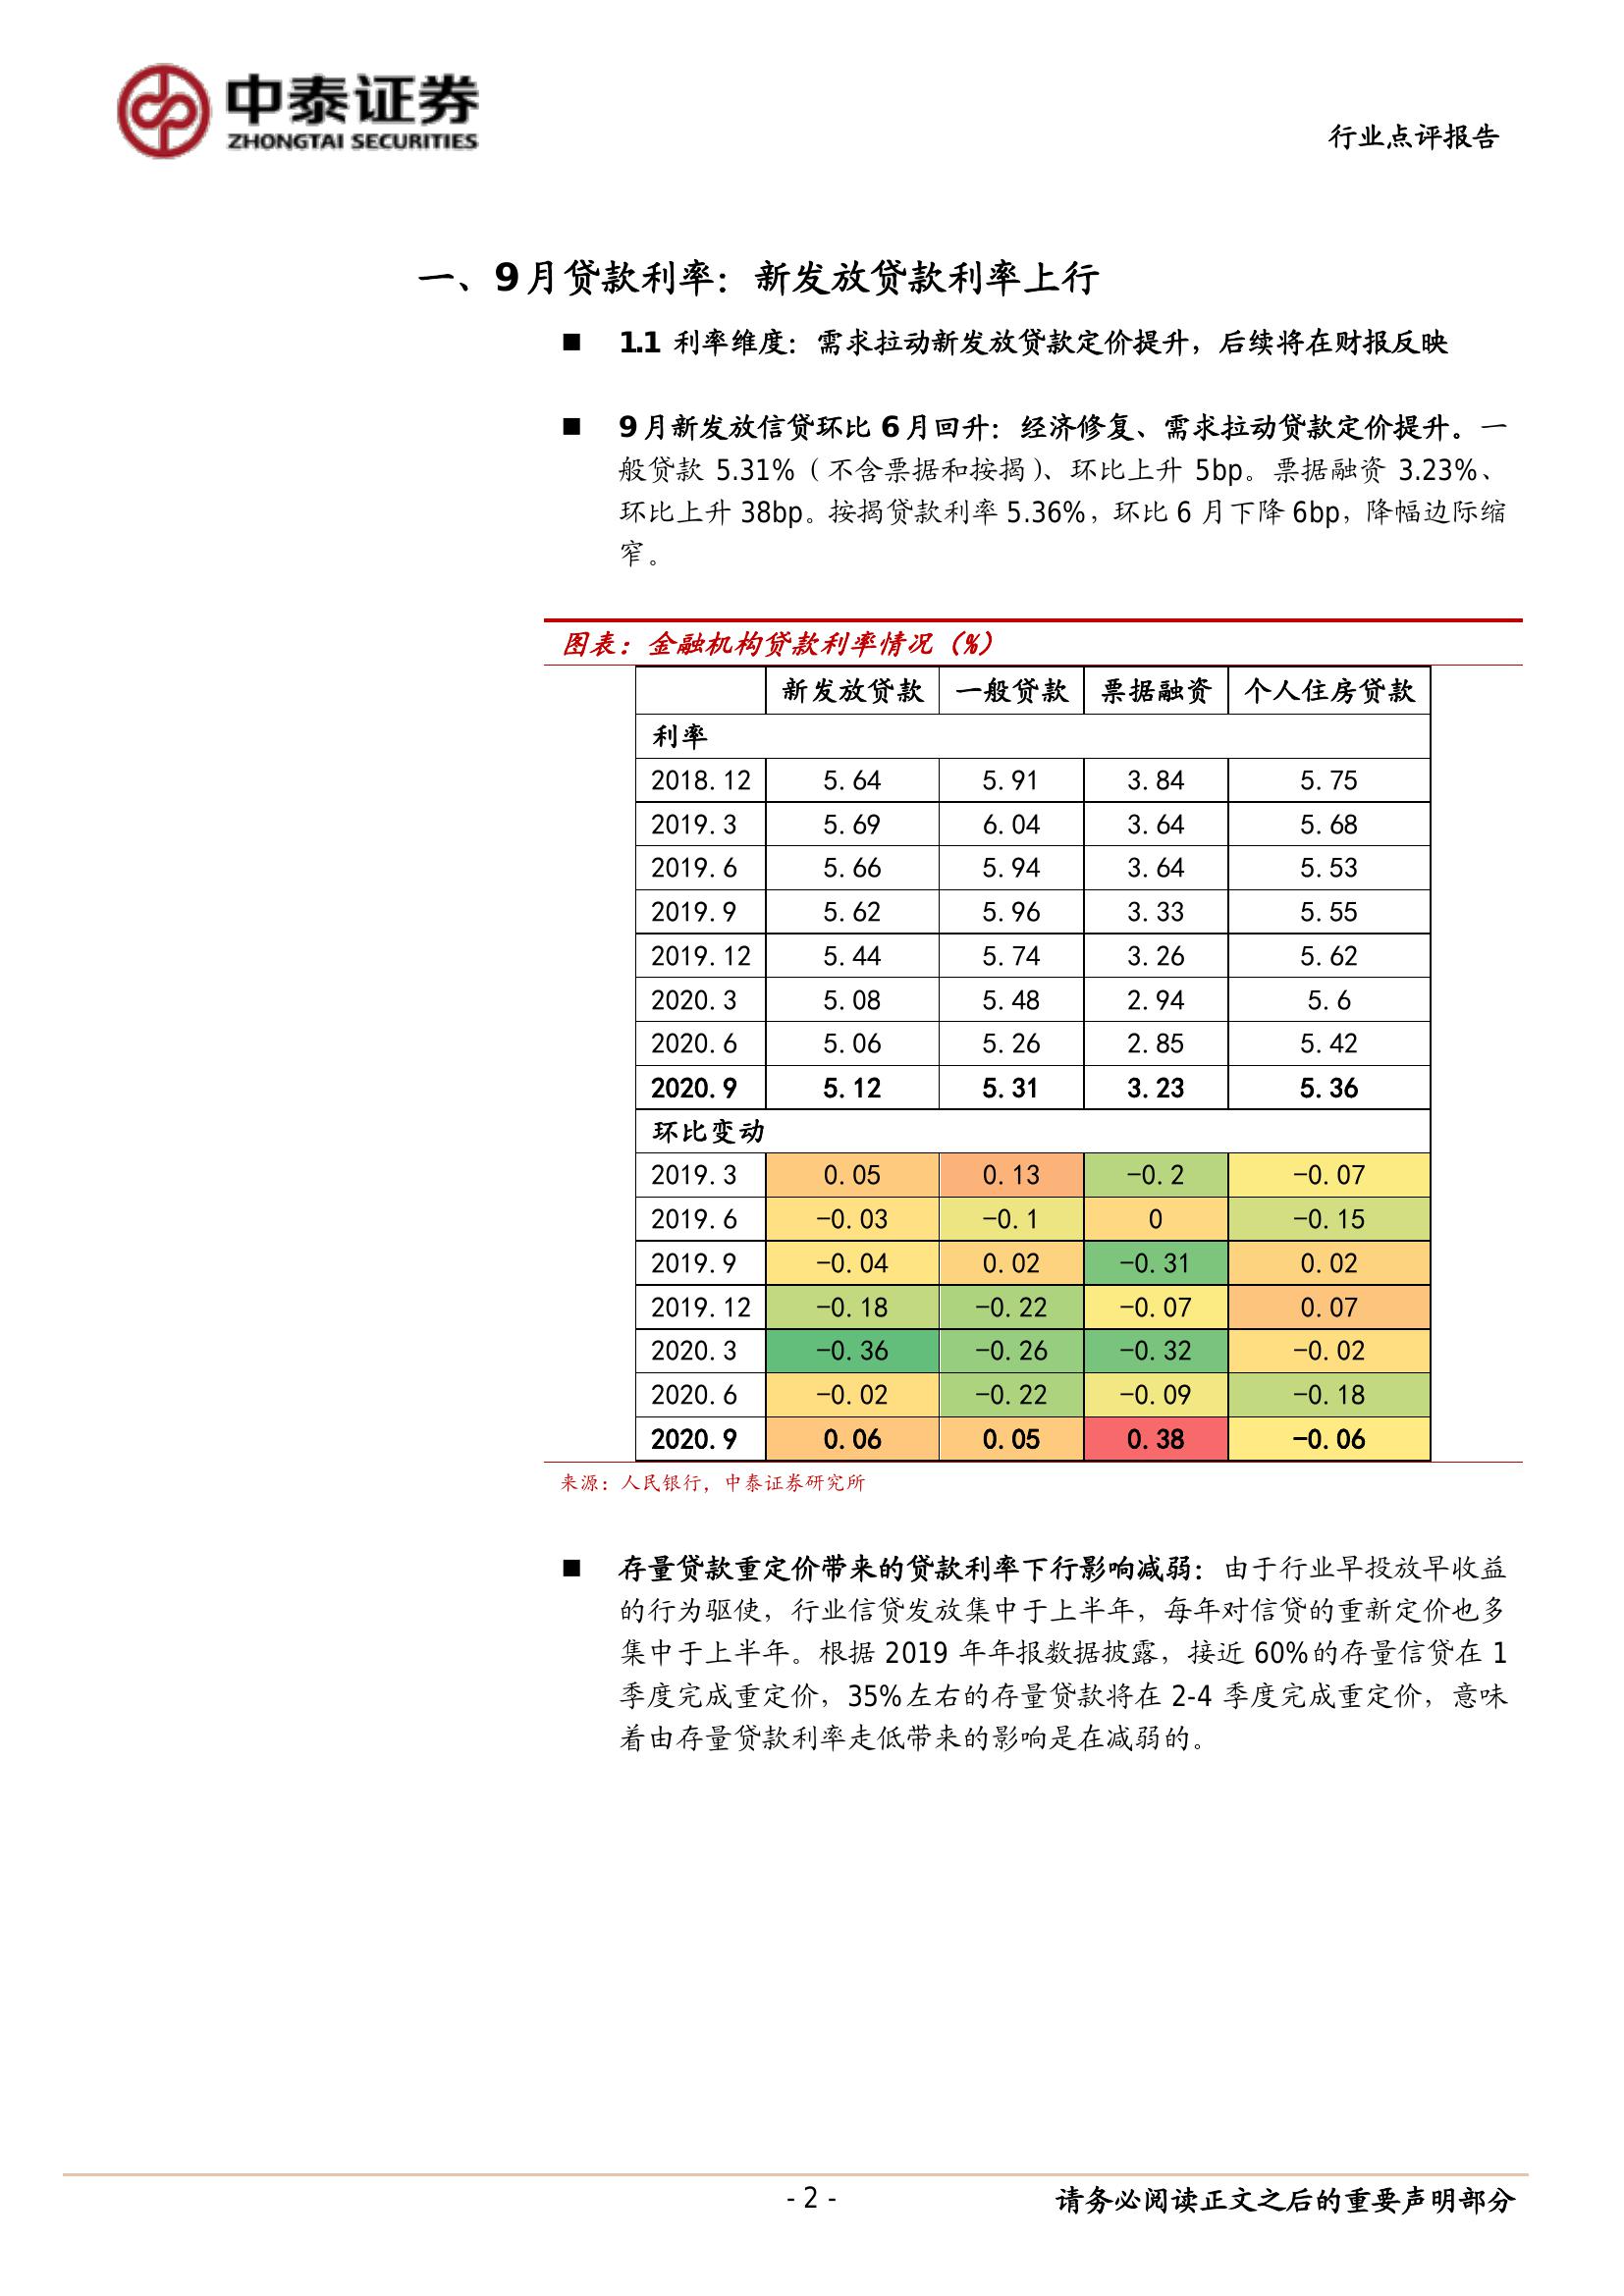 中泰证券
ZHONGTAI SECURITIES
行业点评报告
一、9月贷款利率：新发放贷款利率上行
■ 1.1 利率维度：需求拉动新发放贷款定价提升，后续将在财报反映
■ 9月新发放信贷环比 6月回升：经济修复、需求拉动贷款定价提升。一
般贷款 5.31%（不含票据和按揭）、环比上升 5bp。票据融资 3.23%、
环比上升 38bp。按揭贷款利率 5.36%，环比 6 月下降 6bp，降幅边际缩
窄。
图表：金融机构贷款利率情况（%）
新发放贷款 一般贷款 票据融资 个人住房贷款
利率
2018.12 5.64 5.91 3.84 5.75
2019.3 5.69 6.04 3.64 5.68
2019.6 5.66 5.94 3.64 5.53
2019.9 5.62 5.96 3.33 5.55
2019.12 5.44 5.74 3.26 5.62
2020.3 5.08 5.48 2.94 5.6
2020.6 5.06 5.26 2.85 5.42
2020.9 5.12 5.31 3.23 5.36
环比变动
2019.3 0.05 0.13 -0.2 -0.07
2019.6 -0.03 -0.1 0 -0.15
2019.9 -0.04 0.02 -0.31 0.02
2019.12 -0.18 -0.22 -0.07 0.07
2020.3 -0.36 -0.26 -0.32 -0.02
2020.6 -0.02 -0.22 -0.09 -0.18
2020.9 0.06 0.05 0.38 -0.06
来源：人民银行，中泰证券研究所
■ 存量贷款重定价带来的贷款利率下行影响减弱：由于行业早投放早收益
的行为驱使，行业信贷发放集中于上半年，每年对信贷的重新定价也多
集中于上半年。根据 2019 年年报数据披露，接近 60%的存量信贷在 1
季度完成重定价，35%左右的存量贷款将在 2-4 季度完成重定价，意味
着由存量贷款利率走低带来的影响是在减弱的。
- 2 -
请务必阅读正文之后的重要声明部分